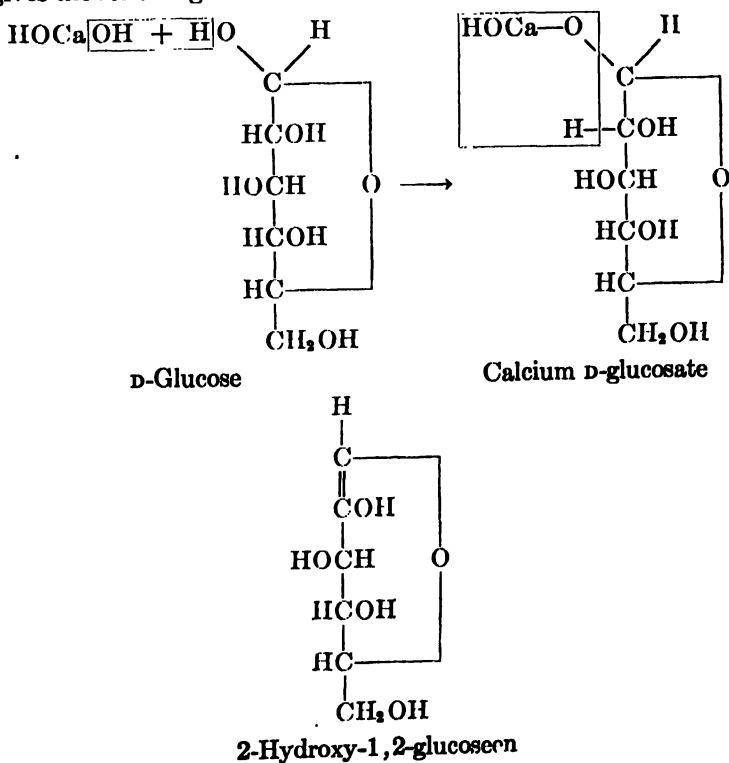 HOCa OH + HO H
C
HCOH
HOCH O
HCOH
HC
CH₂OH
D-Glucose
⟶
HOCa—O H
C
H—COH
HOCH O
HCOH
HC
CH₂OH
Calcium D-glucosate
H
C
COH
HOCH O
HCOH
HC
CH₂OH
2-Hydroxy-1,2-glucoseen